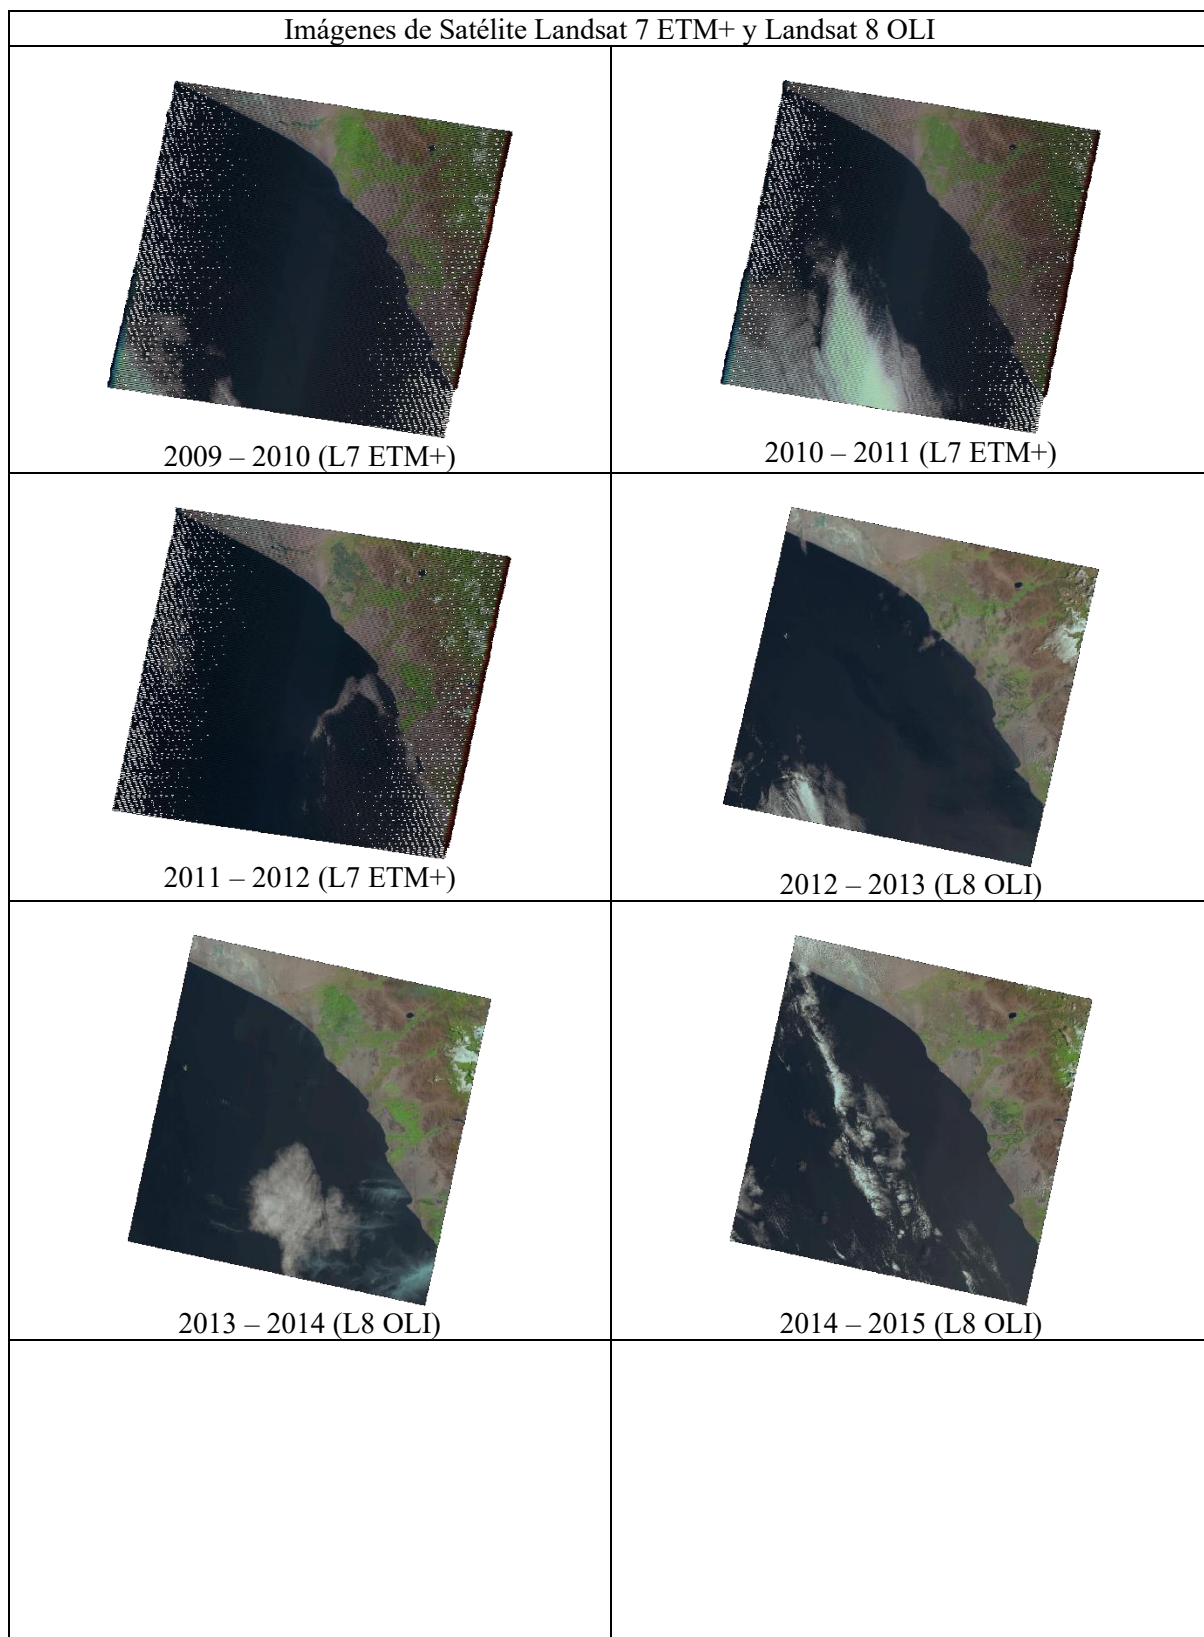 Imágenes de Satélite Landsat 7 ETM+ y Landsat 8 OLI
2009 – 2010 (L7 ETM+)
2010 – 2011 (L7 ETM+)
2011 – 2012 (L7 ETM+)
2012 – 2013 (L8 OLI)
2013 – 2014 (L8 OLI)
2014 – 2015 (L8 OLI)